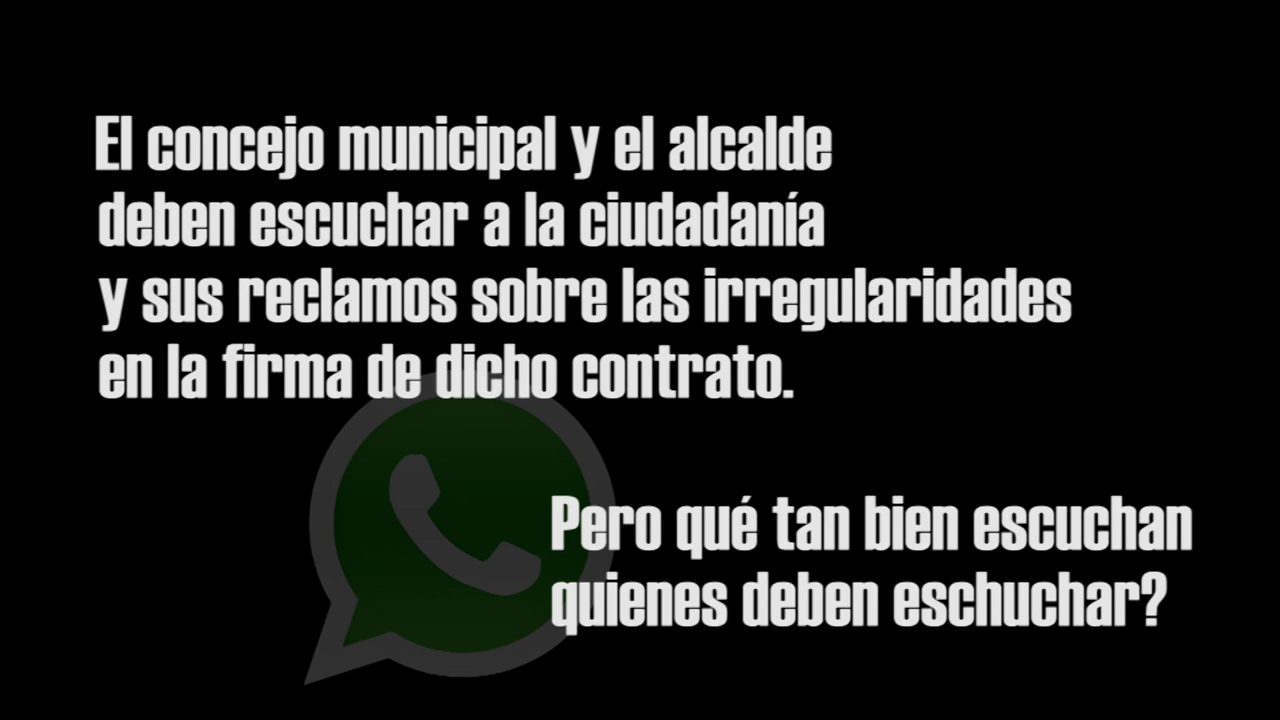 El concejo municipal y el alcalde
deben escuchar a la ciudadanía
y sus reclamos sobre las irregularidades
en la firma de dicho contrato.
Pero qué tan bien escuchan
quienes deben eschuchar?